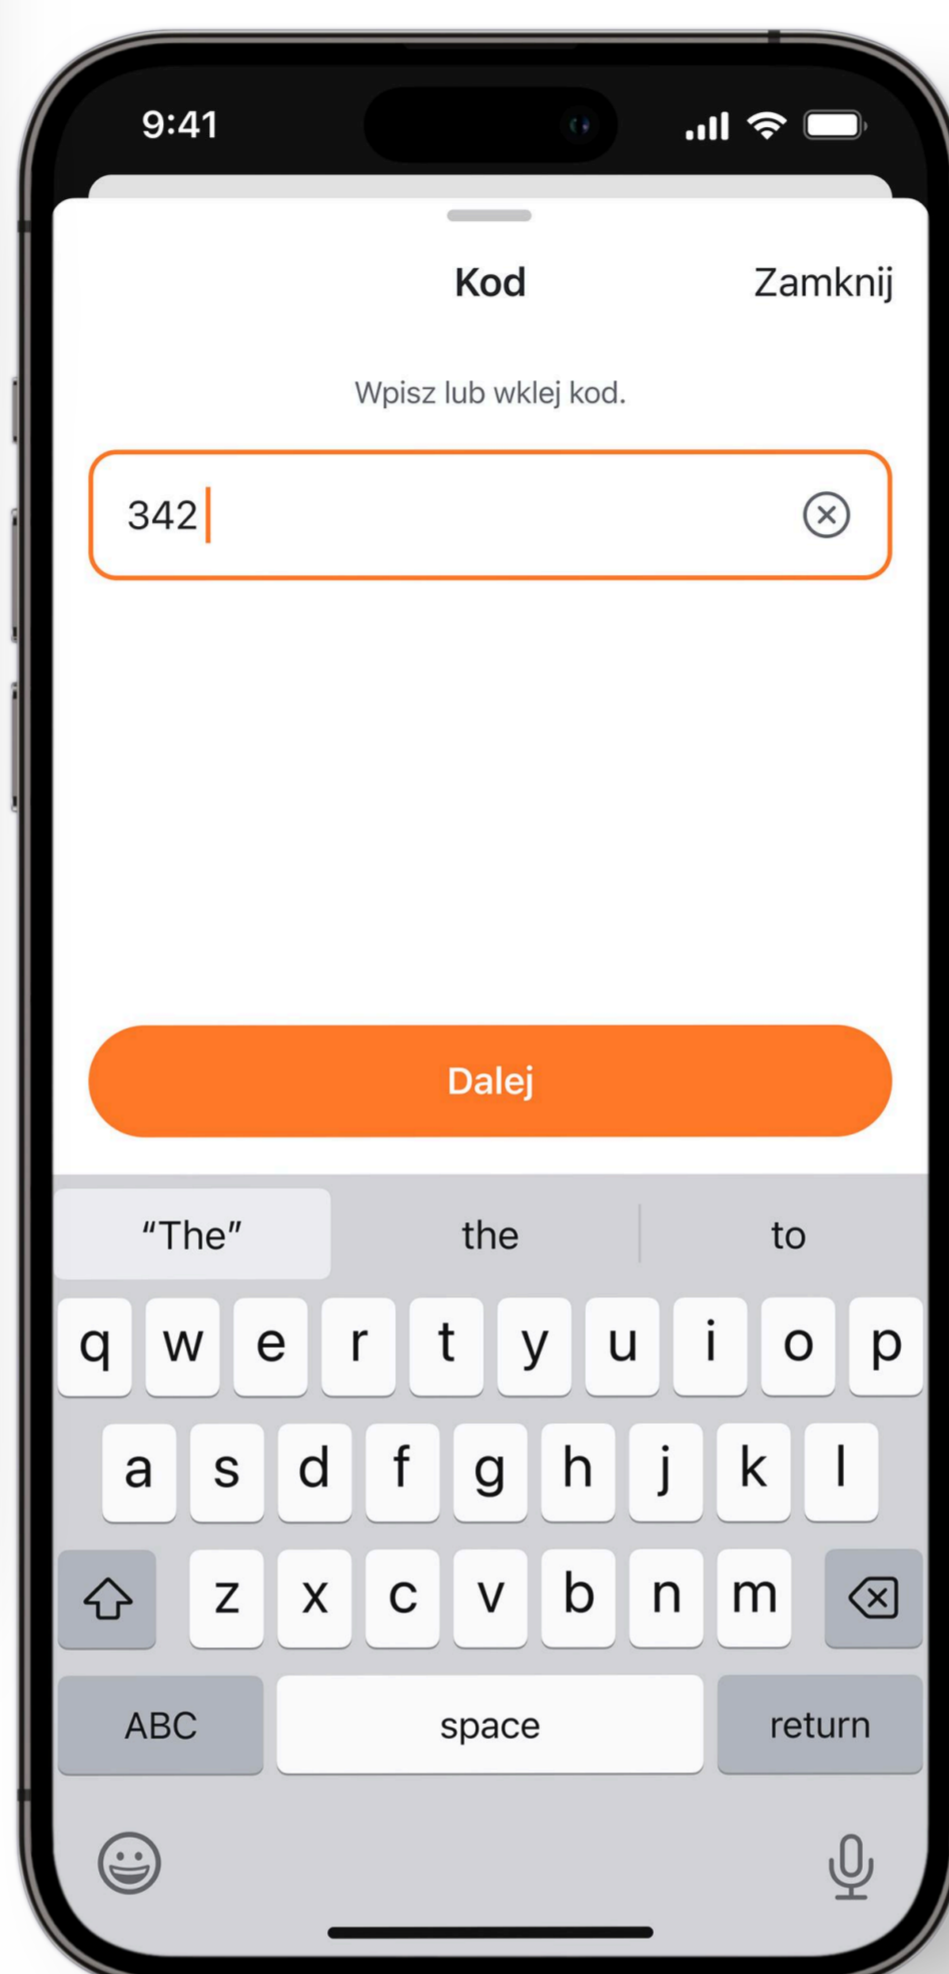 9:41
Kod Zamknij
Wpisz lub wklej kod.
342
Dalej
“The” the to
q w e r t y u i o p
a s d f g h j k l
z x c v b n m
ABC space return